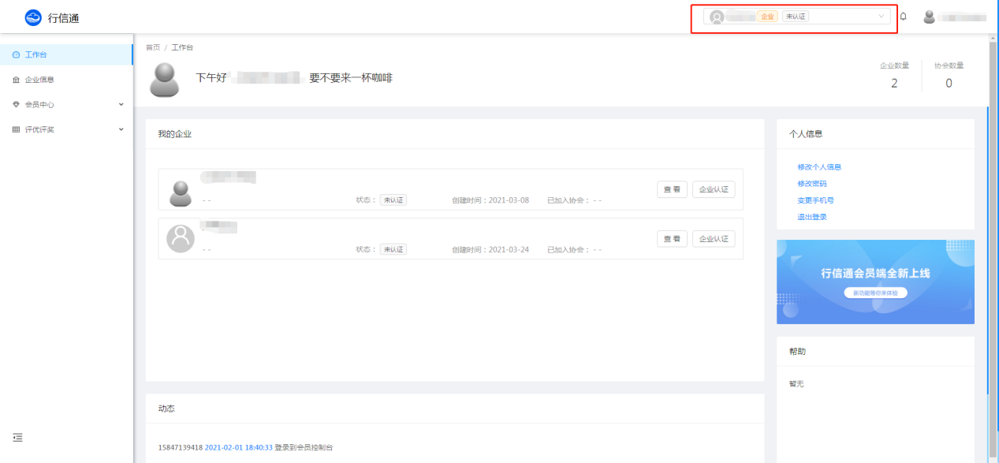 行信通
企业 未认证
工作台
企业信息
会员中心
评优评奖
首页 / 工作台
下午好 要不要来一杯咖啡
企业数量 协会数量
2 0
我的企业
- - 状态： 未认证 创建时间：2021-03-08 已加入协会： - - 查 看 企业认证
- - 状态： 未认证 创建时间：2021-03-24 已加入协会： - - 查 看 企业认证
个人信息
修改个人信息
修改密码
变更手机号
退出登录
行信通会员端全新上线
新功能等你来体验
帮助
暂无
动态
15847139418 2021-02-01 18:40:33 登录到会员控制台